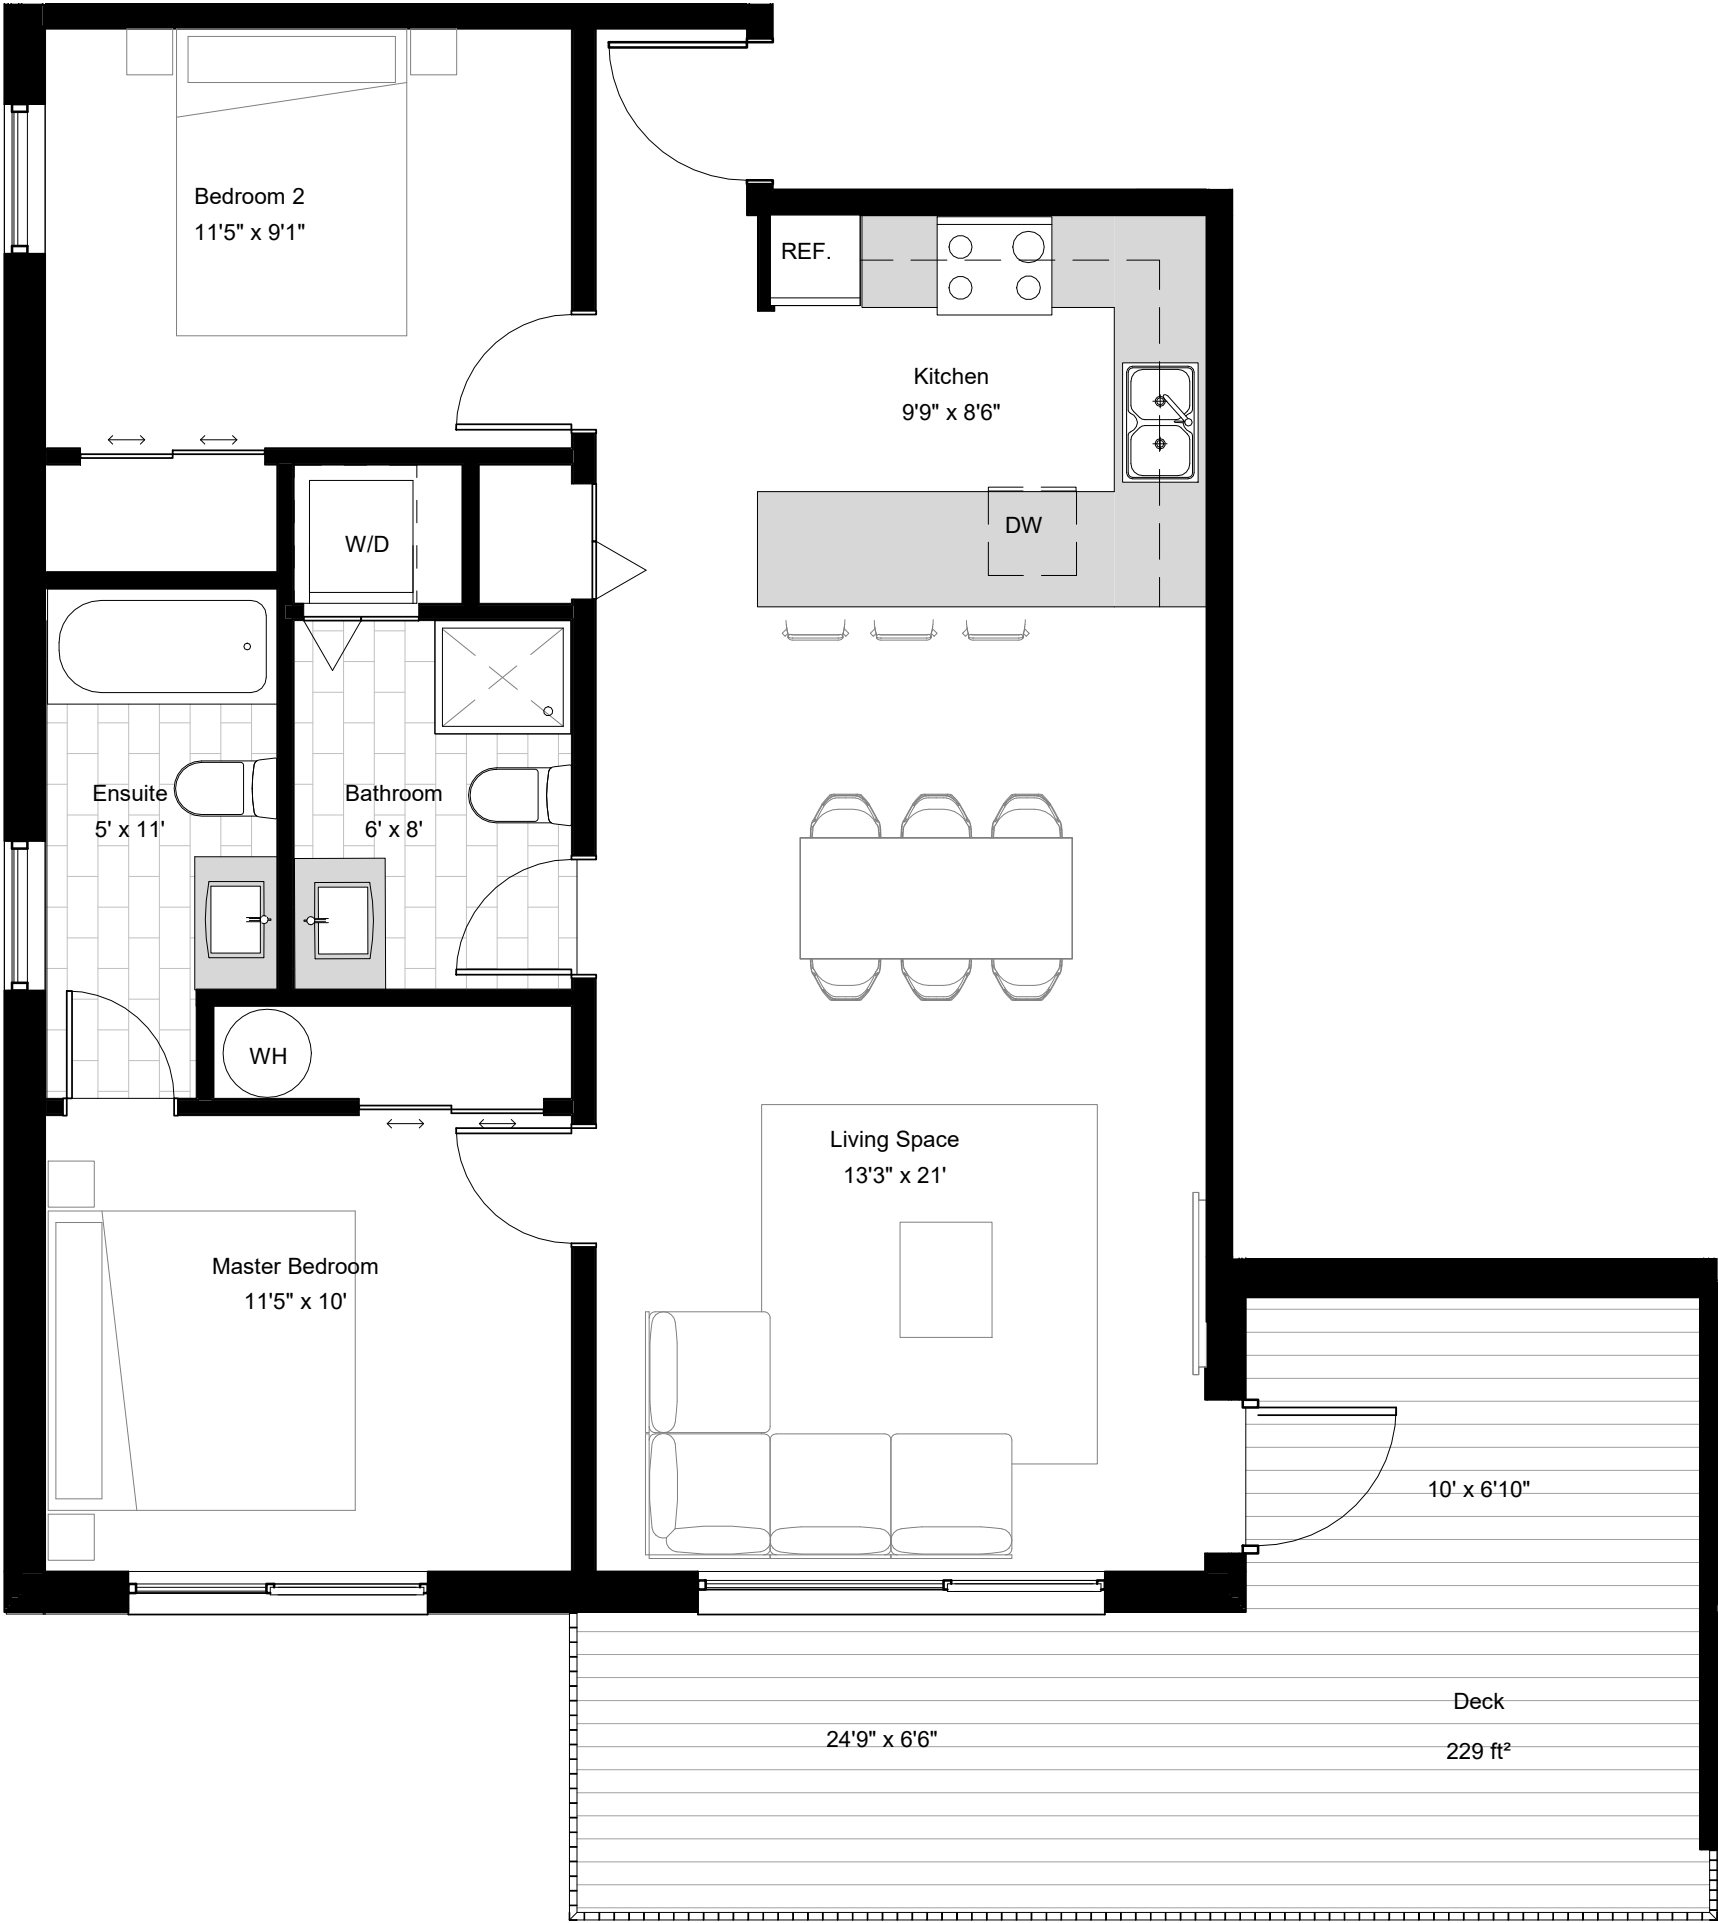 Bedroom 2
11'5" x 9'1"
REF.
Kitchen
9'9" x 8'6"
DW
W/D
Ensuite
5' x 11'
Bathroom
6' x 8'
WH
Living Space
13'3" x 21'
Master Bedroom
11'5" x 10'
10' x 6'10"
Deck
229 ft²
24'9" x 6'6"